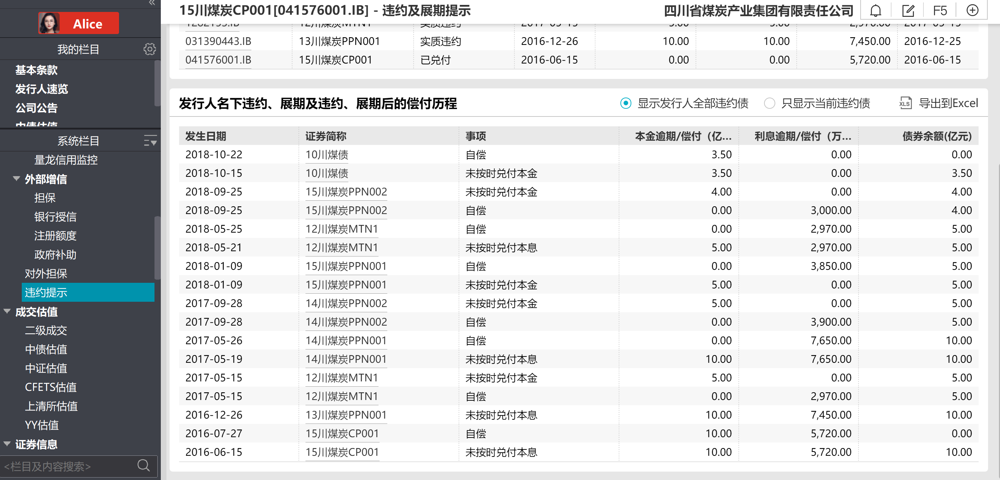 Alice
我的栏目
基本条款
发行人速览
公司公告
中债估值
系统栏目
量龙信用监控
外部增信
担保
银行授信
注册额度
政府补助
对外担保
违约提示
成交估值
二级成交
中债估值
中证估值
CFETS估值
上清所估值
YY估值
证券信息
<栏目及内容搜索>
15川煤炭CP001[041576001.IB] - 违约及展期提示 四川省煤炭产业集团有限责任公司 F5
1282153.IB 12川煤炭MTN1 实质违约 2017-05-15 5.00 5.00 2,970.00 2017-05-15
031390443.IB 13川煤炭PPN001 实质违约 2016-12-26 10.00 10.00 7,450.00 2016-12-25
041576001.IB 15川煤炭CP001 已兑付 2016-06-15 0.00 0.00 5,720.00 2016-06-15
发行人名下违约、展期及违约、展期后的偿付历程 显示发行人全部违约债 只显示当前违约债 XLS 导出到Excel
发生日期 证券简称 事项 本金逾期/偿付（亿... 利息逾期/偿付（万... 债券余额(亿元)
2018-10-22 10川煤债 自偿 3.50 0.00 0.00
2018-10-15 10川煤债 未按时兑付本金 3.50 0.00 3.50
2018-09-25 15川煤炭PPN002 未按时兑付本金 4.00 0.00 4.00
2018-09-25 15川煤炭PPN002 自偿 0.00 3,000.00 4.00
2018-05-25 12川煤炭MTN1 自偿 0.00 2,970.00 5.00
2018-05-21 12川煤炭MTN1 未按时兑付本息 5.00 2,970.00 5.00
2018-01-09 15川煤炭PPN001 自偿 0.00 3,850.00 5.00
2018-01-09 15川煤炭PPN001 未按时兑付本金 5.00 0.00 5.00
2017-09-28 14川煤炭PPN002 未按时兑付本金 5.00 0.00 5.00
2017-09-28 14川煤炭PPN002 自偿 0.00 3,900.00 5.00
2017-05-26 14川煤炭PPN001 自偿 0.00 7,650.00 10.00
2017-05-19 14川煤炭PPN001 未按时兑付本息 10.00 7,650.00 10.00
2017-05-15 12川煤炭MTN1 未按时兑付本金 5.00 0.00 5.00
2017-05-15 12川煤炭MTN1 自偿 0.00 2,970.00 5.00
2016-12-26 13川煤炭PPN001 未按时兑付本息 10.00 7,450.00 10.00
2016-07-27 15川煤炭CP001 自偿 10.00 5,720.00 0.00
2016-06-15 15川煤炭CP001 未按时兑付本息 10.00 5,720.00 10.00